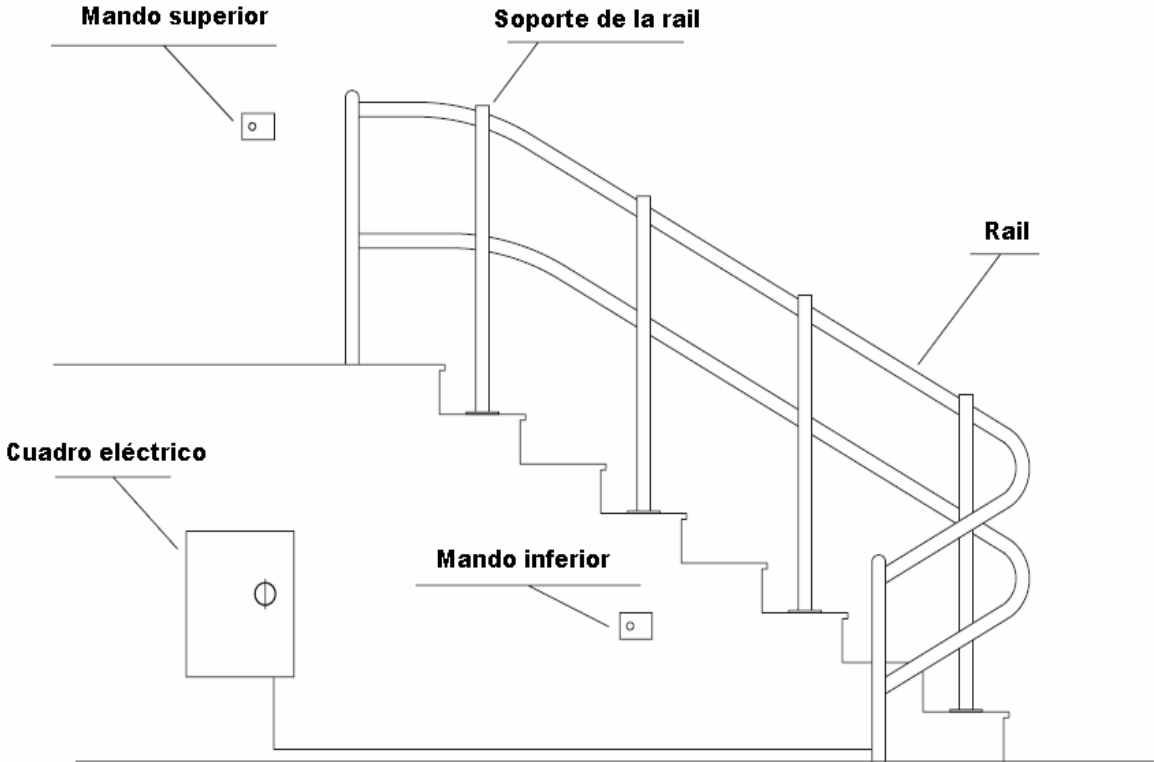 Mando superior
Soporte de la rail
Rail
Cuadro eléctrico
Mando inferior